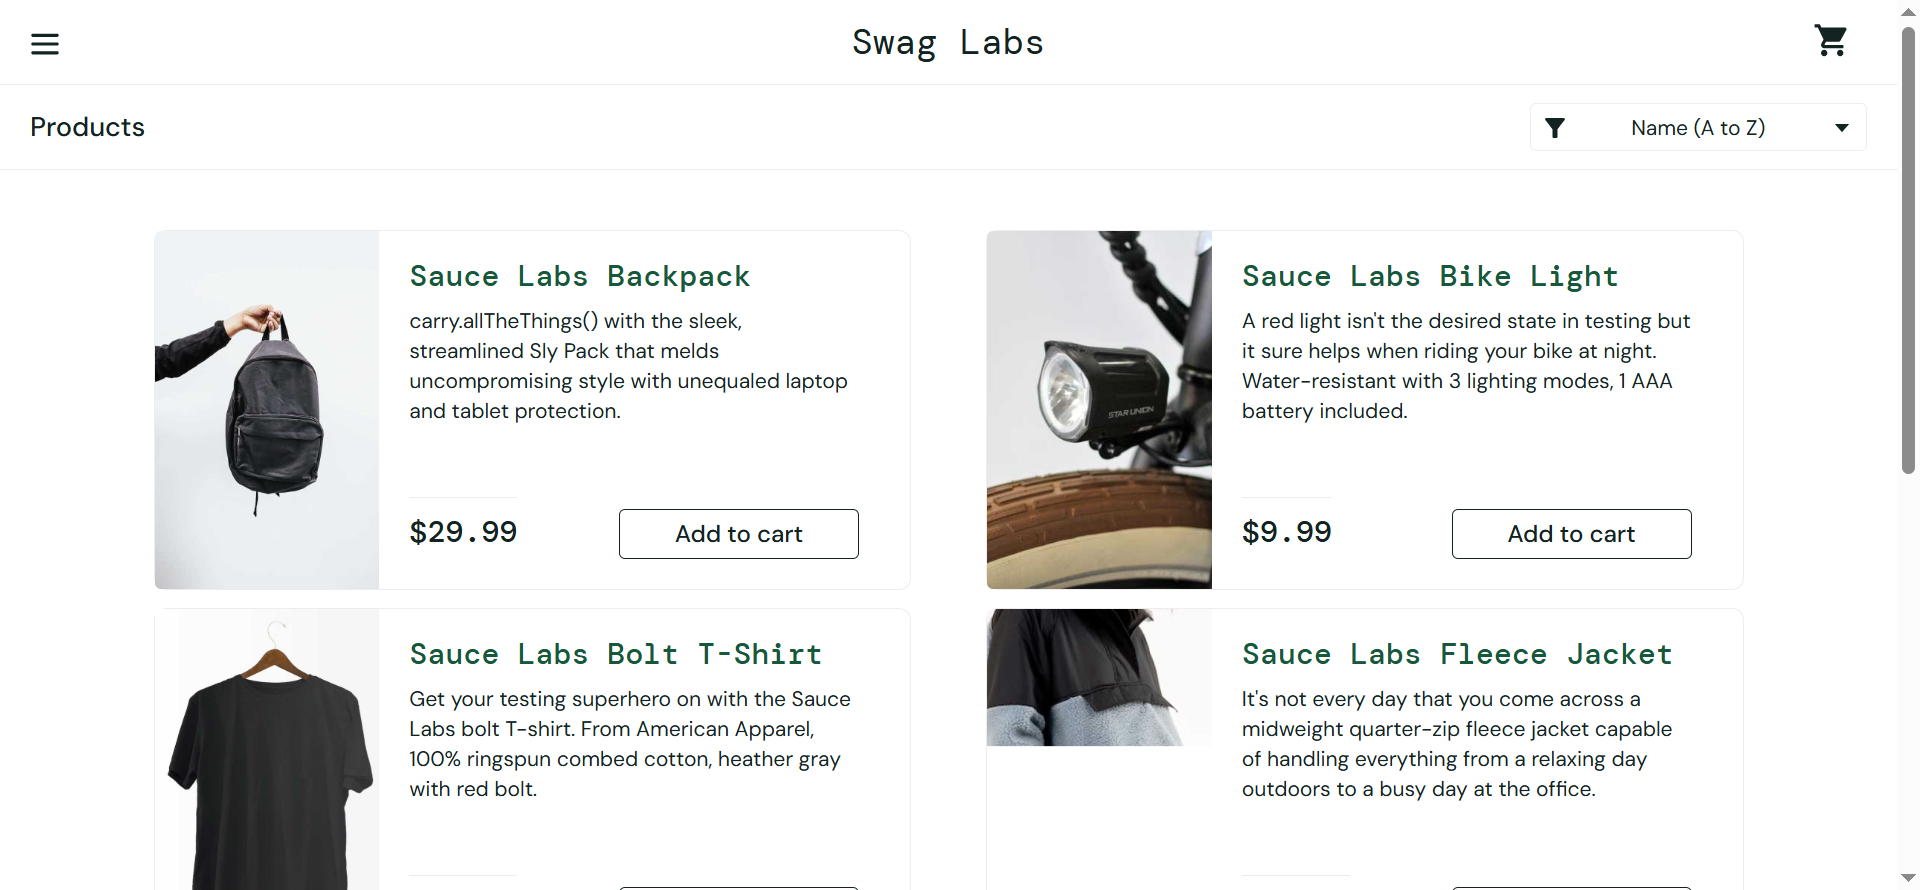 Swag Labs
Products
Name (A to Z)
Sauce Labs Backpack
carry.allTheThings() with the sleek,
streamlined Sly Pack that melds
uncompromising style with unequaled laptop
and tablet protection.
$29.99
Add to cart
Sauce Labs Bike Light
A red light isn't the desired state in testing but
it sure helps when riding your bike at night.
Water-resistant with 3 lighting modes, 1 AAA
battery included.
STAR UNION
$9.99
Add to cart
Sauce Labs Bolt T-Shirt
Get your testing superhero on with the Sauce
Labs bolt T-shirt. From American Apparel,
100% ringspun combed cotton, heather gray
with red bolt.
Sauce Labs Fleece Jacket
It's not every day that you come across a
midweight quarter-zip fleece jacket capable
of handling everything from a relaxing day
outdoors to a busy day at the office.